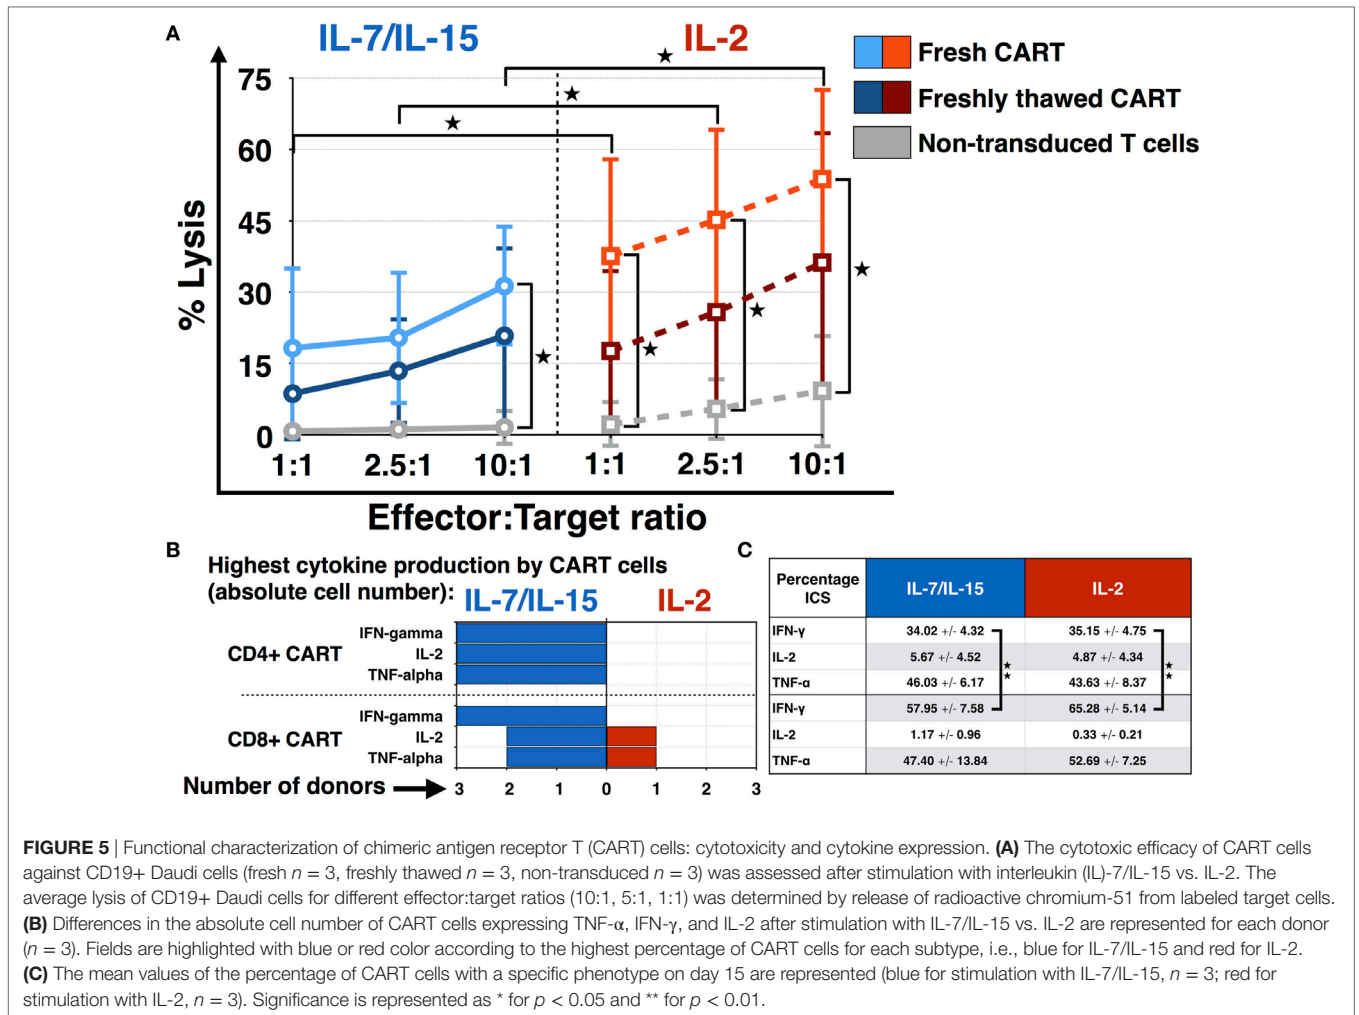 A
IL-7/IL-15
IL-2
Fresh CART
Freshly thawed CART
Non-transduced T cells
% Lysis
75
60
45
30
15
0
★
★
★
★
★
★
★
1:1 2.5:1 10:1 1:1 2.5:1 10:1
Effector:Target ratio
B
Highest cytokine production by CART cells
(absolute cell number): IL-7/IL-15 IL-2
CD4+ CART
IFN-gamma
IL-2
TNF-alpha
CD8+ CART
IFN-gamma
IL-2
TNF-alpha
Number of donors 3 2 1 0 1 2 3
C
Percentage ICS IL-7/IL-15 IL-2
IFN-γ 34.02 +/- 4.32 35.15 +/- 4.75
IL-2 5.67 +/- 4.52 4.87 +/- 4.34
TNF-α 46.03 +/- 6.17 43.63 +/- 8.37
IFN-γ 57.95 +/- 7.58 65.28 +/- 5.14
IL-2 1.17 +/- 0.96 0.33 +/- 0.21
TNF-α 47.40 +/- 13.84 52.69 +/- 7.25
★★ ★★
FIGURE 5 | Functional characterization of chimeric antigen receptor T (CART) cells: cytotoxicity and cytokine expression. (A) The cytotoxic efficacy of CART cells
against CD19+ Daudi cells (fresh n = 3, freshly thawed n = 3, non-transduced n = 3) was assessed after stimulation with interleukin (IL)-7/IL-15 vs. IL-2. The
average lysis of CD19+ Daudi cells for different effector:target ratios (10:1, 5:1, 1:1) was determined by release of radioactive chromium-51 from labeled target cells.
(B) Differences in the absolute cell number of CART cells expressing TNF-α, IFN-γ, and IL-2 after stimulation with IL-7/IL-15 vs. IL-2 are represented for each donor
(n = 3). Fields are highlighted with blue or red color according to the highest percentage of CART cells for each subtype, i.e., blue for IL-7/IL-15 and red for IL-2.
(C) The mean values of the percentage of CART cells with a specific phenotype on day 15 are represented (blue for stimulation with IL-7/IL-15, n = 3; red for
stimulation with IL-2, n = 3). Significance is represented as * for p < 0.05 and ** for p < 0.01.